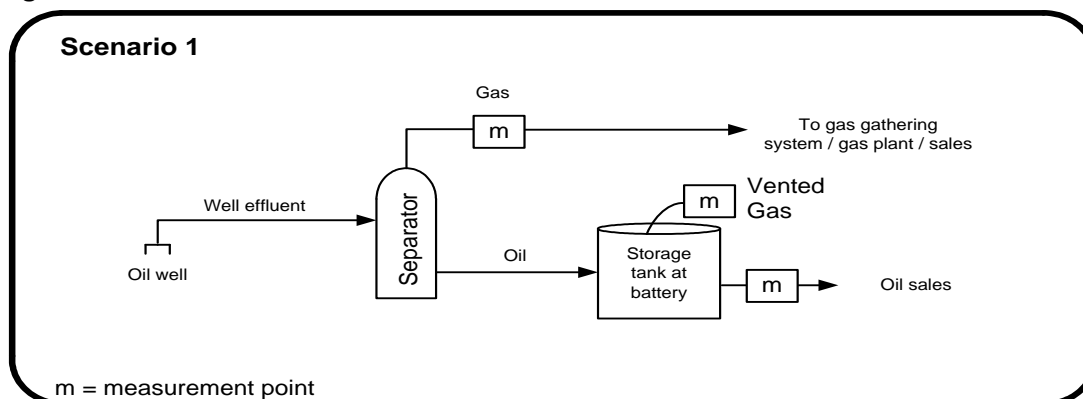 Scenario 1
Gas
m
To gas gathering
system / gas plant / sales
Well effluent
Separator
m
Vented
Gas
Oil well
Oil
Storage
tank at
battery
m
Oil sales
m = measurement point